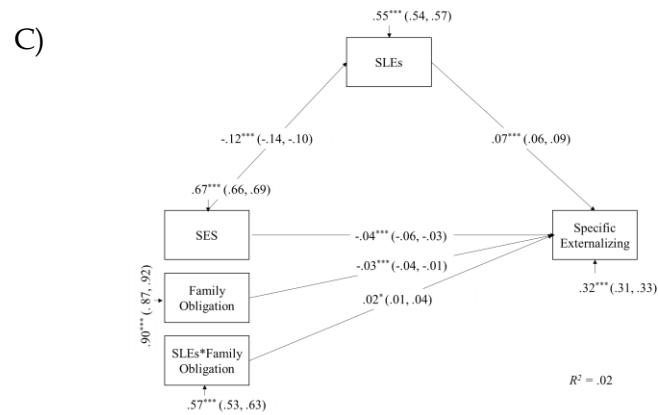 C)
.55*** (.54, .57)
SLEs
-.12*** (-.14, -.10)
.07*** (.06, .09)
.67*** (.66, .69)
SES
-.04*** (-.06, -.03)
Specific
Externalizing
-.03*** (-.04, -.01)
Family
Obligation
.02* (.01, .04)
.32*** (.31, .33)
.90*** (. 87, .92)
SLEs*Family
Obligation
R² = .02
.57*** (.53, .63)